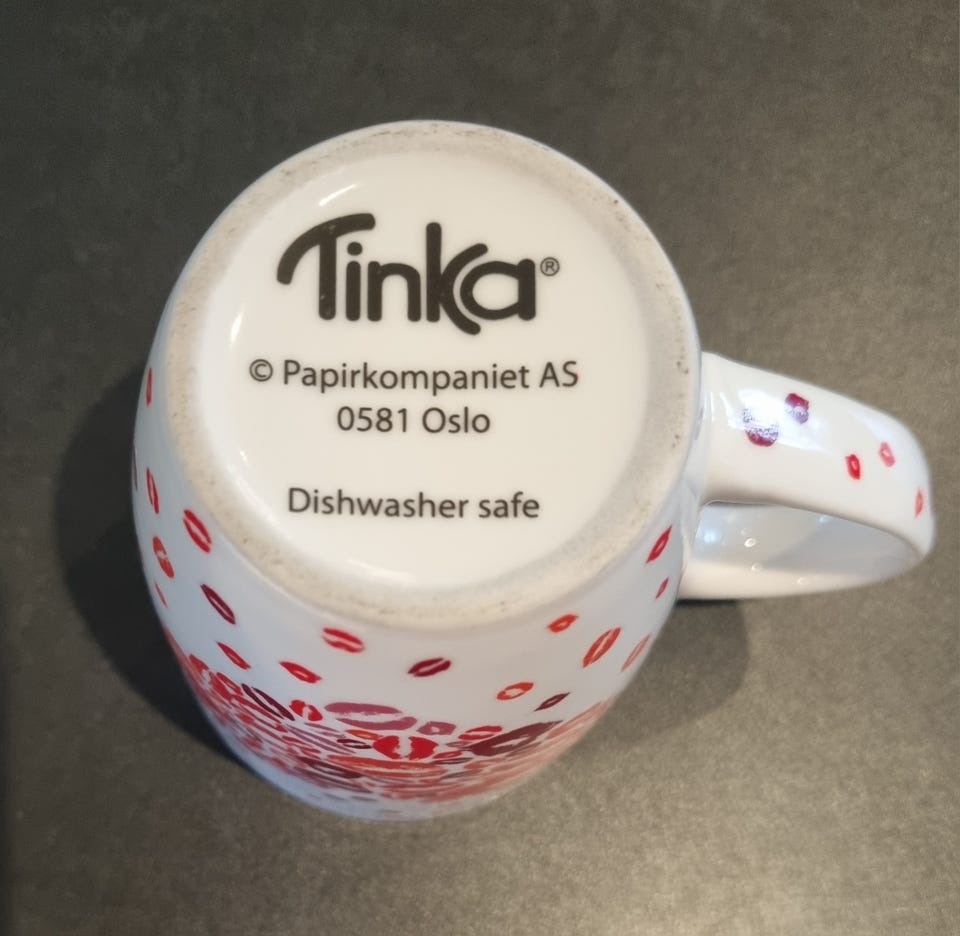 Tinka®
© Papirkompaniet AS
0581 Oslo
Dishwasher safe